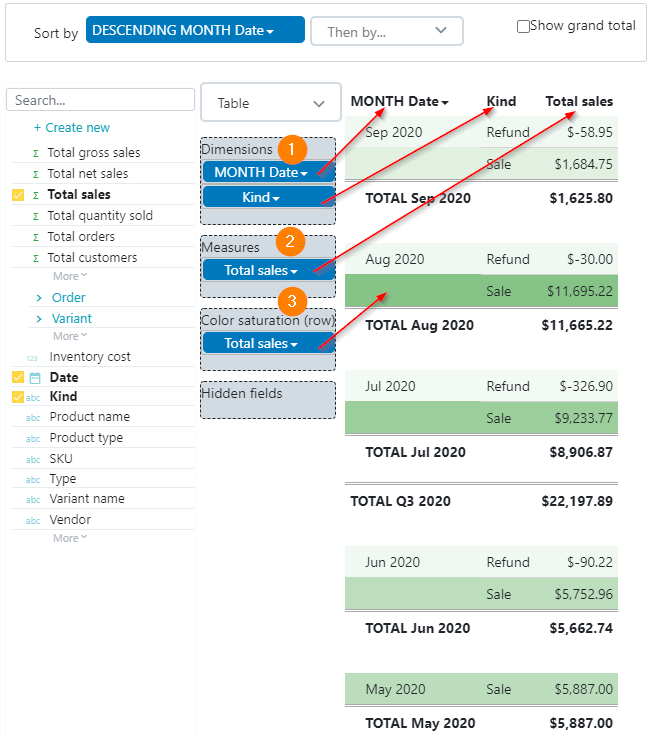 Sort by DESCENDING MONTH Date Then by... Show grand total
Search...
+ Create new
Σ Total gross sales
Σ Total net sales
Σ Total sales
Σ Total quantity sold
Σ Total orders
Σ Total customers
More
Order
Variant
More
123 Inventory cost
Date
abc Kind
abc Product name
abc Product type
abc SKU
abc Type
abc Variant name
abc Vendor
More
Table
Dimensions 1
MONTH Date
Kind
Measures 2
Total sales
3
Color saturation (row)
Total sales
Hidden fields
MONTH Date Kind Total sales
Sep 2020 Refund $-58.95
Sale $1,684.75
TOTAL Sep 2020 $1,625.80
Aug 2020 Refund $-30.00
Sale $11,695.22
TOTAL Aug 2020 $11,665.22
Jul 2020 Refund $-326.90
Sale $9,233.77
TOTAL Jul 2020 $8,906.87
TOTAL Q3 2020 $22,197.89
Jun 2020 Refund $-90.22
Sale $5,752.96
TOTAL Jun 2020 $5,662.74
May 2020 Sale $5,887.00
TOTAL May 2020 $5,887.00